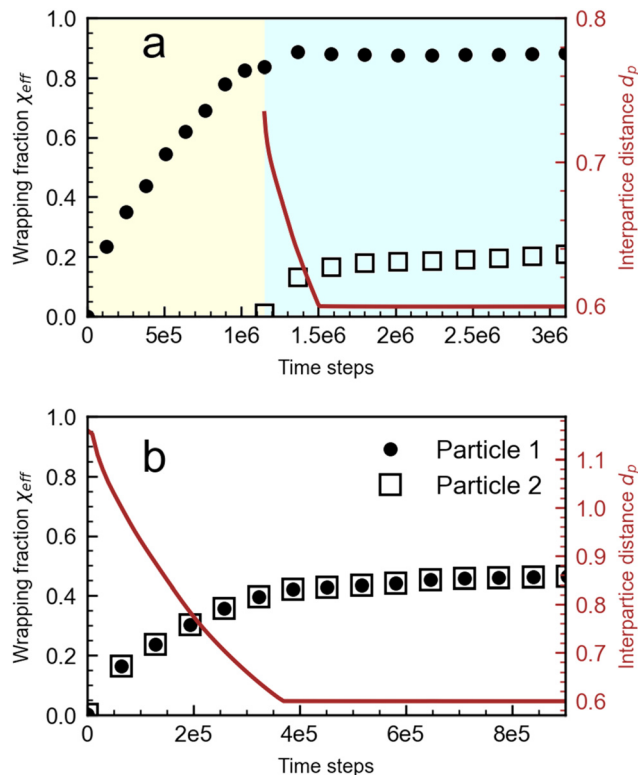 a
Wrapping fraction χeff
1.0
0.8
0.6
0.4
0.2
0.0
0.8
0.7
0.6
Interpartice distance dp
0 5e5 1e6 1.5e6 2e6 2.5e6 3e6
Time steps
b
Wrapping fraction χeff
1.0
0.8
0.6
0.4
0.2
0.0
Particle 1
Particle 2
1.1
1.0
0.9
0.8
0.7
0.6
Interpartice distance dp
0 2e5 4e5 6e5 8e5
Time steps